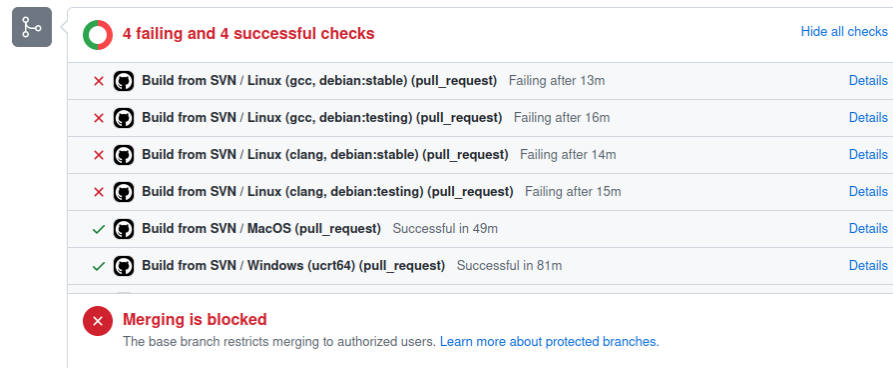 4 failing and 4 successful checks Hide all checks
Build from SVN / Linux (gcc, debian:stable) (pull_request) Failing after 13m Details
Build from SVN / Linux (gcc, debian:testing) (pull_request) Failing after 16m Details
Build from SVN / Linux (clang, debian:stable) (pull_request) Failing after 14m Details
Build from SVN / Linux (clang, debian:testing) (pull_request) Failing after 15m Details
Build from SVN / MacOS (pull_request) Successful in 49m Details
Build from SVN / Windows (ucrt64) (pull_request) Successful in 81m Details
Merging is blocked
The base branch restricts merging to authorized users. Learn more about protected branches.